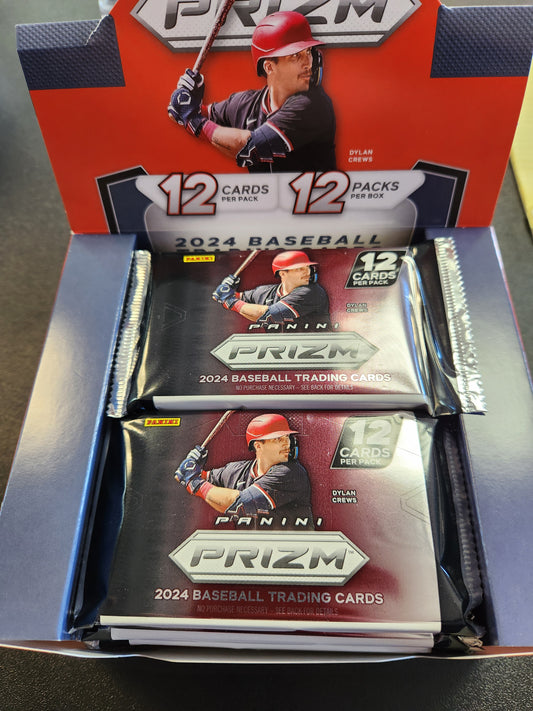 PRIZM
DYLAN
CREWS
12 CARDS
PER PACK
12 PACKS
PER BOX
2024 BASEBALL
PANINI
12
CARDS
PER PACK
DYLAN
CREWS
PANINI
PRIZM
2024 BASEBALL TRADING CARDS
NO PURCHASE NECESSARY - SEE BACK FOR DETAILS
PANINI
12
CARDS
PER PACK
DYLAN
CREWS
PANINI
PRIZM™
2024 BASEBALL TRADING CARDS
NO PURCHASE NECESSARY - SEE BACK FOR DETAILS